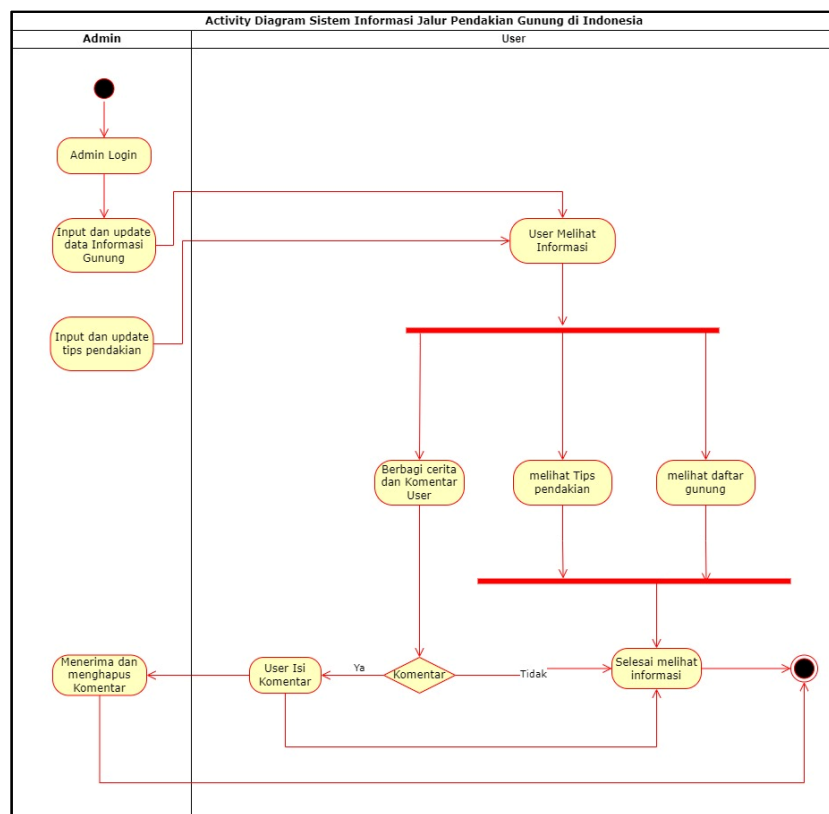 Activity Diagram Sistem Informasi Jalur Pendakian Gunung di Indonesia
Admin
User
Admin Login
Input dan update
data Informasi
Gunung
User Melihat
Informasi
Input dan update
tips pendakian
Berbagi cerita
dan Komentar
User
melihat Tips
pendakian
melihat daftar
gunung
Menerima dan
menghapus
Komentar
User Isi
Komentar
Ya
Komentar
Tidak
Selesai melihat
informasi